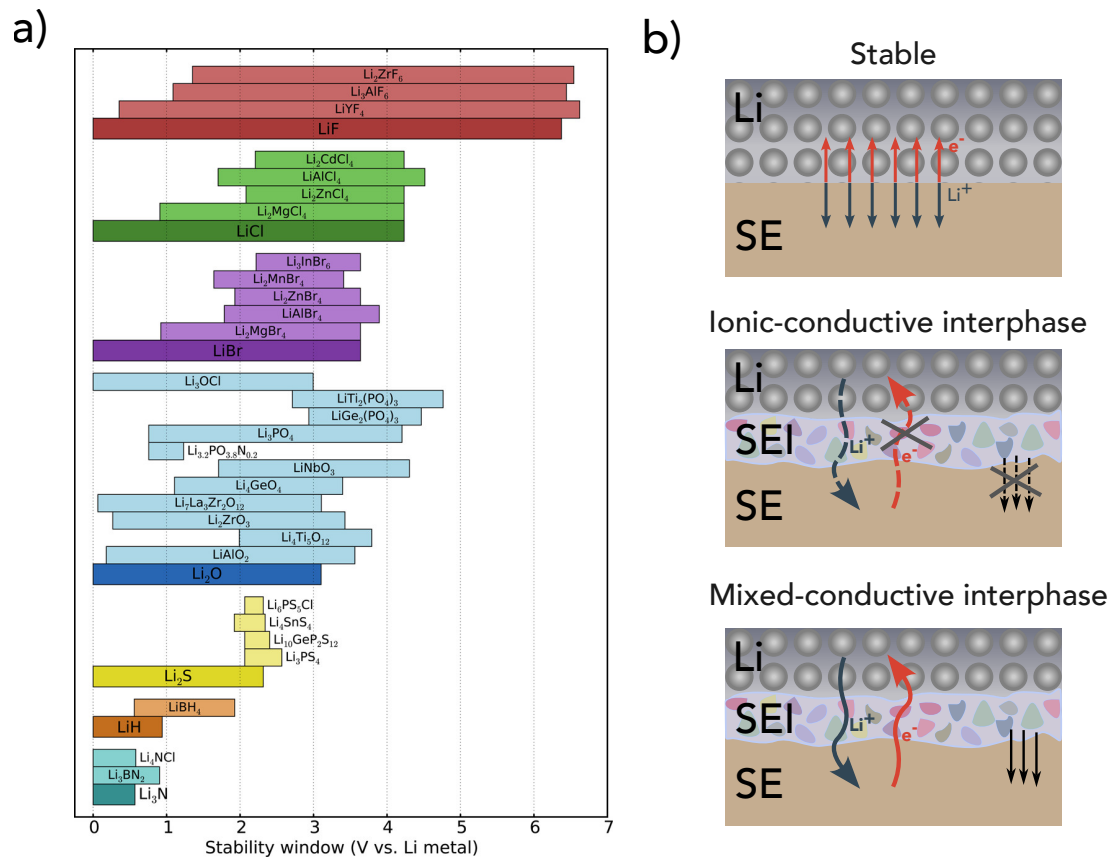 a)
Li₂ZrF₆
Li₃AlF₆
LiYF₄
LiF
Li₂CdCl₄
LiAlCl₄
Li₂ZnCl₄
Li₂MgCl₄
LiCl
Li₃InBr₆
Li₂MnBr₄
Li₂ZnBr₄
LiAlBr₄
Li₂MgBr₄
LiBr
Li₃OCl
LiTi₂(PO₄)₃
LiGe₂(PO₄)₃
Li₃PO₄
Li₃.₂PO₃.₈N₀.₂
LiNbO₃
Li₄GeO₄
Li₇La₃Zr₂O₁₂
Li₂ZrO₃
Li₄Ti₅O₁₂
LiAlO₂
Li₂O
Li₆PS₅Cl
Li₄SnS₄
Li₁₀GeP₂S₁₂
Li₃PS₄
Li₂S
LiBH₄
LiH
Li₄NCl
Li₃BN₂
Li₃N
0 1 2 3 4 5 6 7
Stability window (V vs. Li metal)
b)
Stable
Li
e⁻
Li⁺
SE
Ionic-conductive interphase
Li
SEI
Li⁺
e⁻
SE
Mixed-conductive interphase
Li
SEI
Li⁺
e⁻
SE